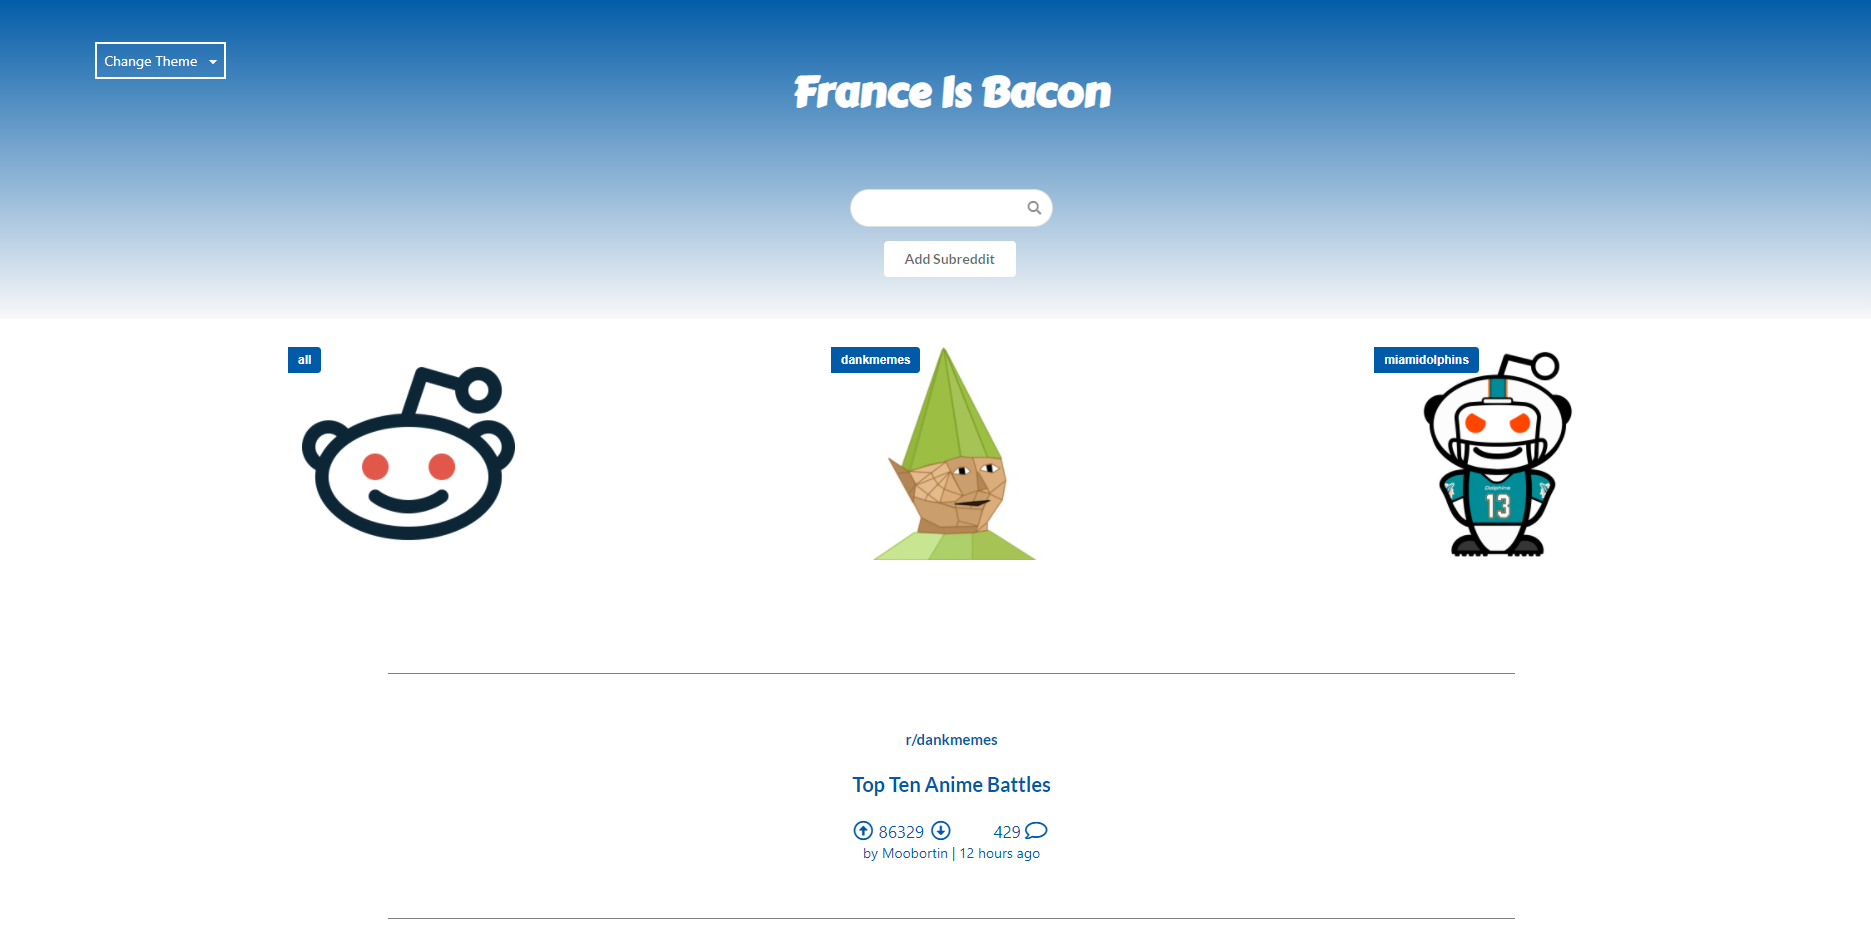 Change Theme
France Is Bacon
Add Subreddit
all
dankmemes
miamidolphins
Dolphins
13
r/dankmemes
Top Ten Anime Battles
86329 429
by Moobortin | 12 hours ago